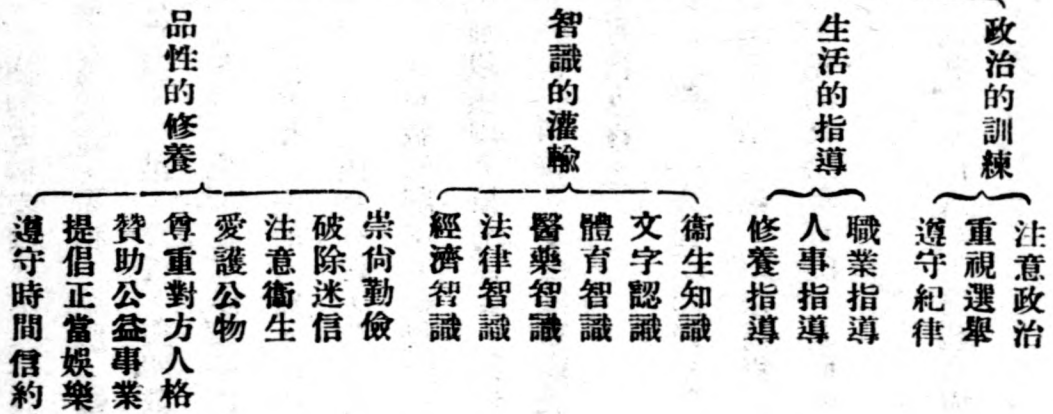 政治的訓練
注意政治
重視選舉
遵守紀律
生活的指導
職業指導
人事指導
修養指導
智識的灌輸
衞生知識
文字認識
體育智識
醫藥智識
法律智識
經濟智識
品性的修養
崇尙勤儉
破除迷信
注意衞生
愛護公物
尊重對方人格
贊助公益事業
提倡正當娛樂
遵守時間信約